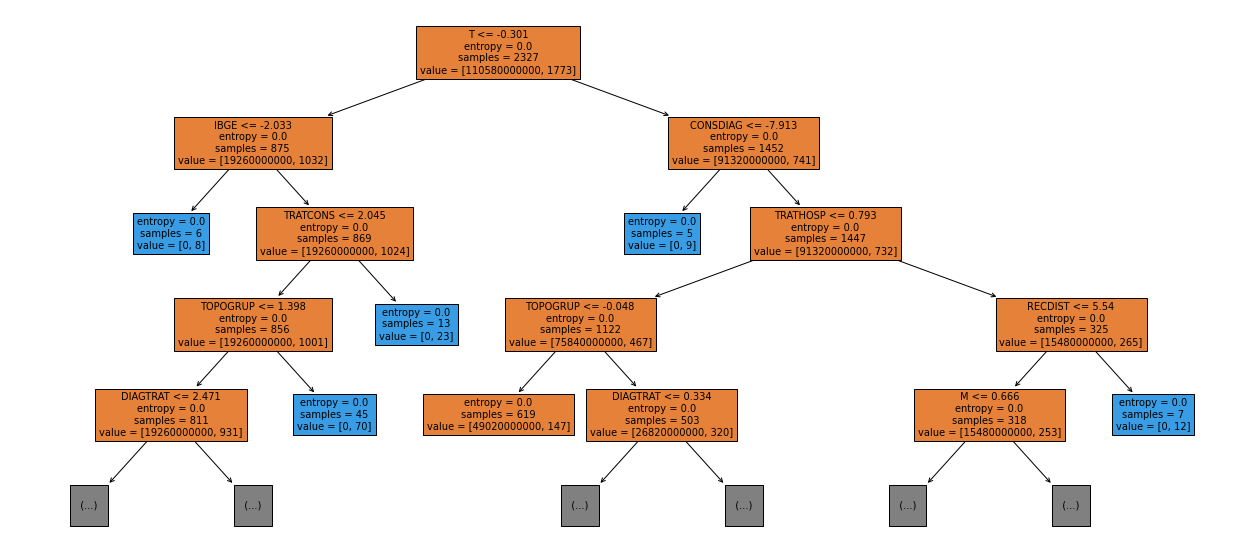 T <= -0.301
entropy = 0.0
samples = 2327
value = [110580000000, 1773]
IBGE <= -2.033
entropy = 0.0
samples = 875
value = [19260000000, 1032]
CONSDIAG <= -7.913
entropy = 0.0
samples = 1452
value = [91320000000, 741]
entropy = 0.0
samples = 6
value = [0, 8]
TRATCONS <= 2.045
entropy = 0.0
samples = 869
value = [19260000000, 1024]
entropy = 0.0
samples = 5
value = [0, 9]
TRATHOSP <= 0.793
entropy = 0.0
samples = 1447
value = [91320000000, 732]
TOPOGRUP <= 1.398
entropy = 0.0
samples = 856
value = [19260000000, 1001]
entropy = 0.0
samples = 13
value = [0, 23]
TOPOGRUP <= -0.048
entropy = 0.0
samples = 1122
value = [75840000000, 467]
RECDIST <= 5.54
entropy = 0.0
samples = 325
value = [15480000000, 265]
DIAGTRAT <= 2.471
entropy = 0.0
samples = 811
value = [19260000000, 931]
entropy = 0.0
samples = 45
value = [0, 70]
entropy = 0.0
samples = 619
value = [49020000000, 147]
DIAGTRAT <= 0.334
entropy = 0.0
samples = 503
value = [26820000000, 320]
M <= 0.666
entropy = 0.0
samples = 318
value = [15480000000, 253]
entropy = 0.0
samples = 7
value = [0, 12]
(...)
(...)
(...)
(...)
(...)
(...)